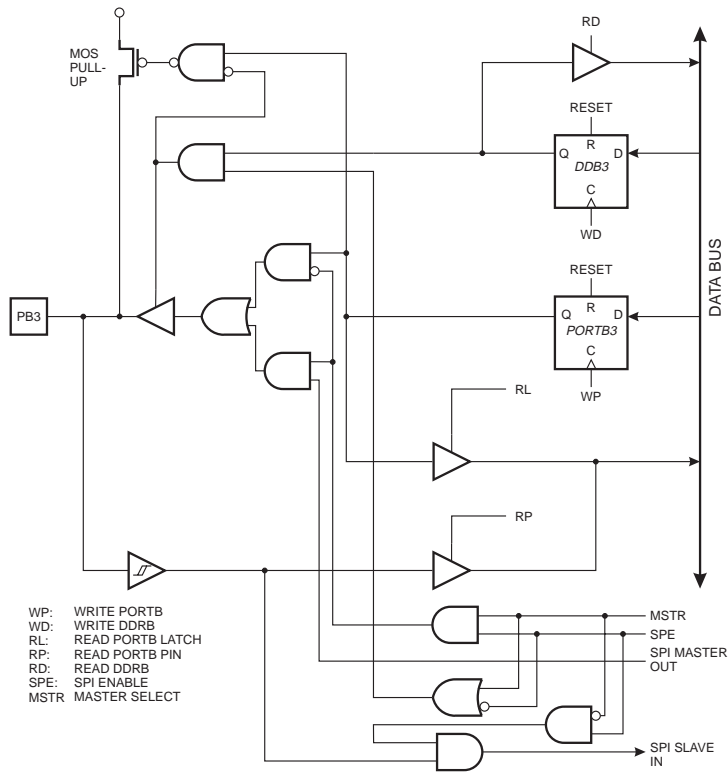 RD
MOS
PULL-
UP
RESET
R
Q
D
DDB3
C
WD
RESET
R
Q
D
PORTB3
C
WP
DATA BUS
PB3
RL
RP
WP: WRITE PORTB
WD: WRITE DDRB
RL: READ PORTB LATCH
RP: READ PORTB PIN
RD: READ DDRB
SPE: SPI ENABLE
MSTR MASTER SELECT
MSTR
SPE
SPI MASTER
OUT
SPI SLAVE
IN